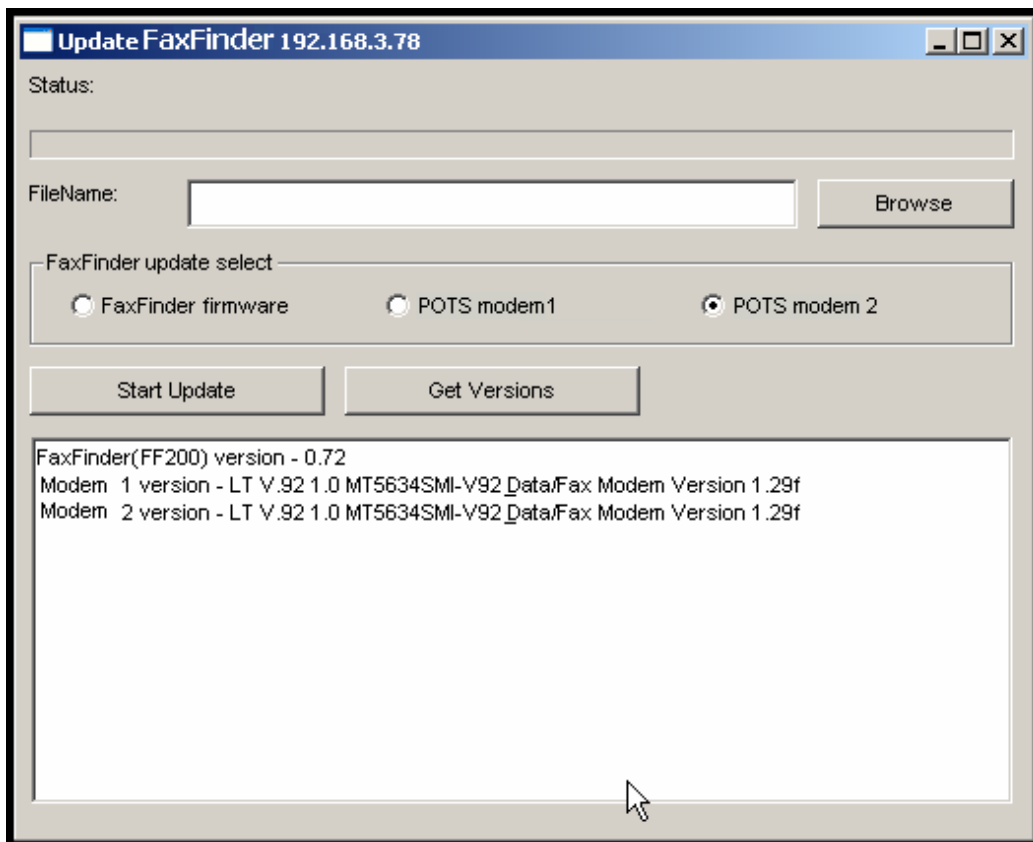 Update FaxFinder 192.168.3.78
Status:
FileName:
Browse
FaxFinder update select
FaxFinder firmware
POTS modem1
POTS modem 2
Start Update
Get Versions
FaxFinder(FF200) version - 0.72
Modem 1 version - LT V.92 1.0 MT5634SMI-V92 Data/Fax Modem Version 1.29f
Modem 2 version - LT V.92 1.0 MT5634SMI-V92 Data/Fax Modem Version 1.29f